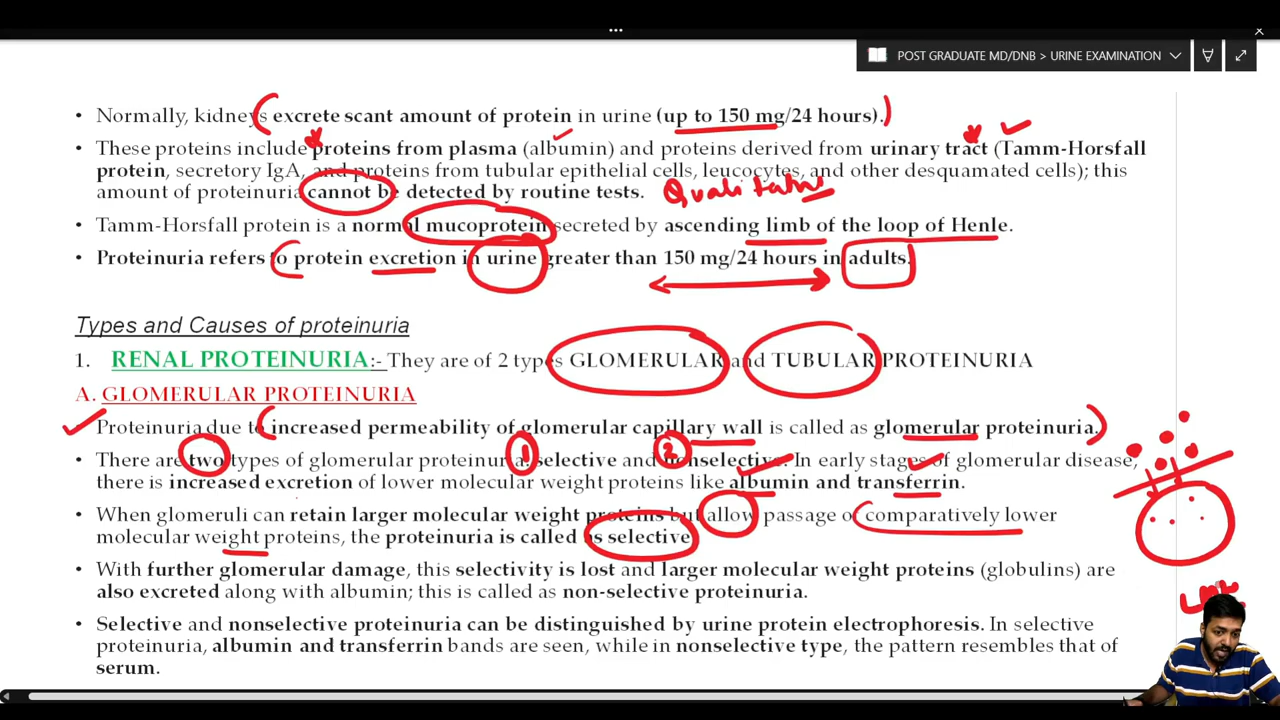 POST GRADUATE MD/DNB > URINE EXAMINATION
• Normally, kidneys excrete scant amount of protein in urine (up to 150 mg/24 hours).
• These proteins include proteins from plasma (albumin) and proteins derived from urinary tract (Tamm-Horsfall
protein, secretory IgA, and proteins from tubular epithelial cells, leucocytes, and other desquamated cells); this
amount of proteinuria cannot be detected by routine tests.
• Tamm-Horsfall protein is a normal mucoprotein secreted by ascending limb of the loop of Henle.
• Proteinuria refers to protein excretion in urine greater than 150 mg/24 hours in adults.
Types and Causes of proteinuria
1. RENAL PROTEINURIA:- They are of 2 types GLOMERULAR and TUBULAR PROTEINURIA
A. GLOMERULAR PROTEINURIA
Proteinuria due to increased permeability of glomerular capillary wall is called as glomerular proteinuria.
1 2
• There are two types of glomerular proteinuria: selective and nonselective. In early stages of glomerular disease,
there is increased excretion of lower molecular weight proteins like albumin and transferrin.
• When glomeruli can retain larger molecular weight proteins but allow passage of comparatively lower
molecular weight proteins, the proteinuria is called as selective.
• With further glomerular damage, this selectivity is lost and larger molecular weight proteins (globulins) are
also excreted along with albumin; this is called as non-selective proteinuria.
• Selective and nonselective proteinuria can be distinguished by urine protein electrophoresis. In selective
proteinuria, albumin and transferrin bands are seen, while in nonselective type, the pattern resembles that of
serum.